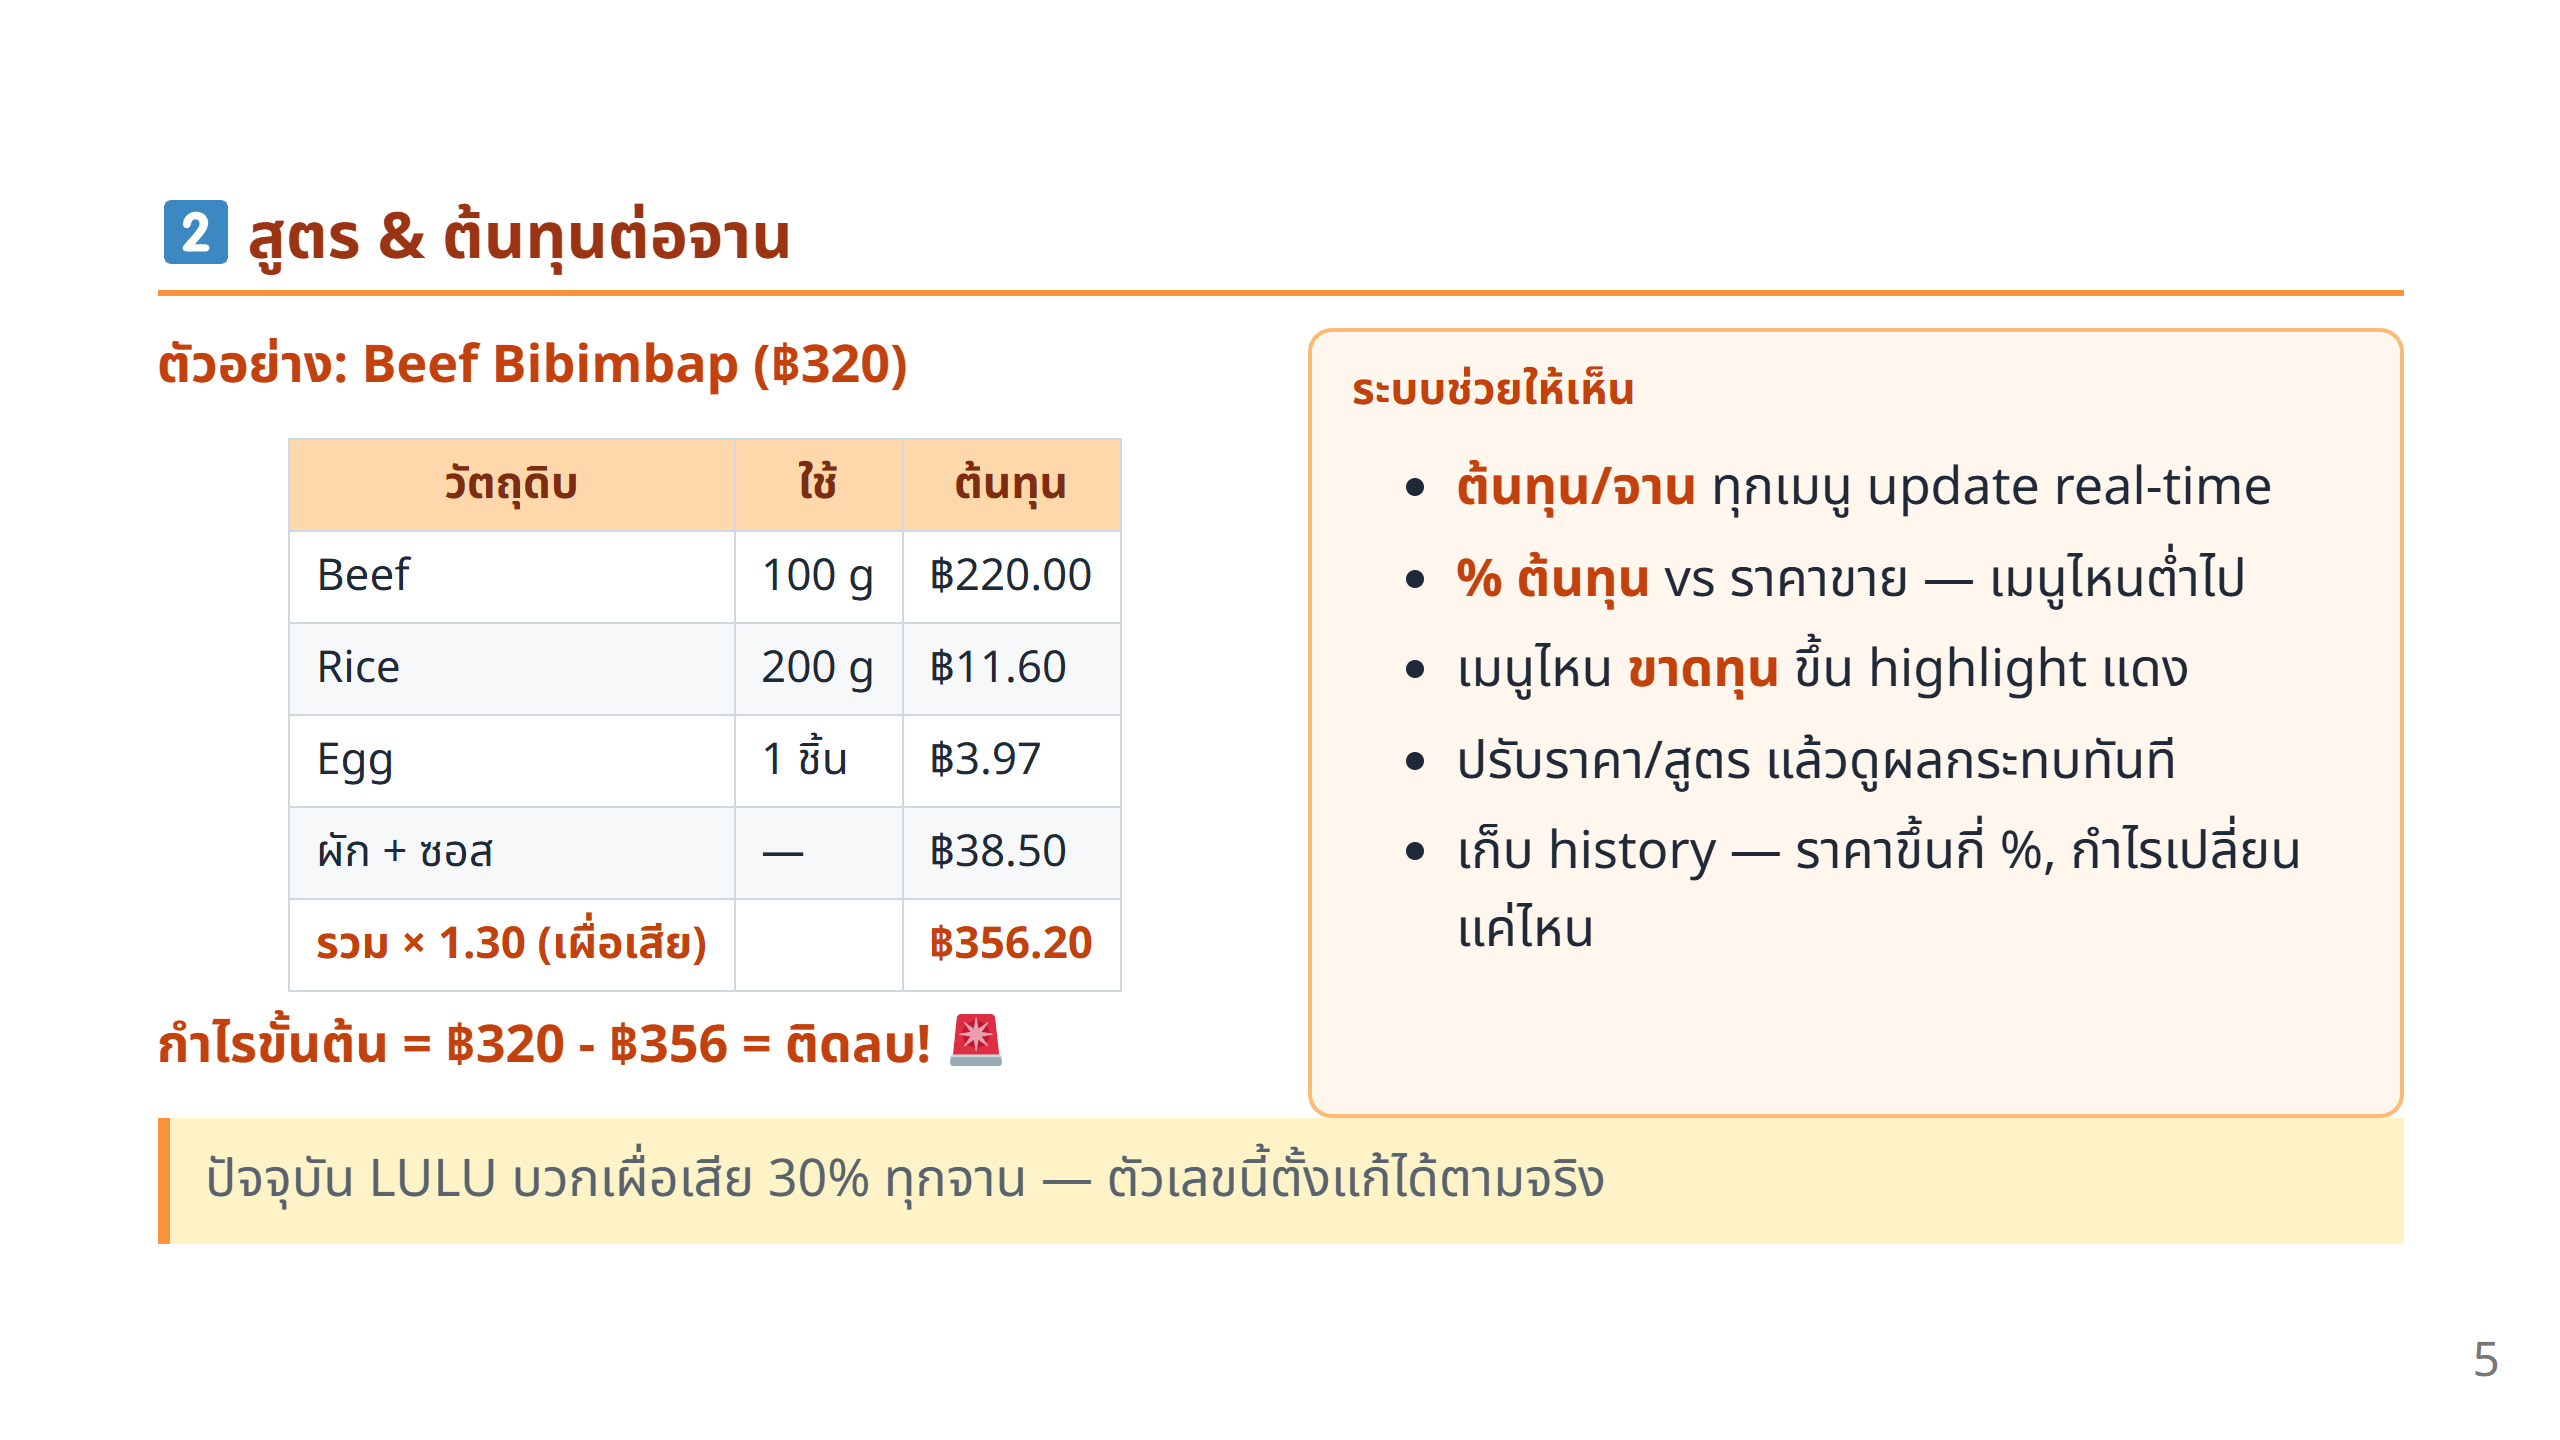 2 สูตร & ต้นทุนต่อจาน
ตัวอย่าง: Beef Bibimbap (฿320)
วัตถุดิบ ใช้ ต้นทุน
Beef 100 g ฿220.00
Rice 200 g ฿11.60
Egg 1 ชิ้น ฿3.97
ผัก + ซอส — ฿38.50
รวม × 1.30 (เผื่อเสีย) ฿356.20
กำไรขั้นต้น = ฿320 - ฿356 = ติดลบ! 🚨
ระบบช่วยให้เห็น
• ต้นทุน/จาน ทุกเมนู update real-time
• % ต้นทุน vs ราคาขาย — เมนูไหนต่ำไป
• เมนูไหน ขาดทุน ขึ้น highlight แดง
• ปรับราคา/สูตร แล้วดูผลกระทบทันที
• เก็บ history — ราคาขึ้นกี่ %, กำไรเปลี่ยน
แค่ไหน
ปัจจุบัน LULU บวกเผื่อเสีย 30% ทุกจาน — ตัวเลขนี้ตั้งแก้ได้ตามจริง
5